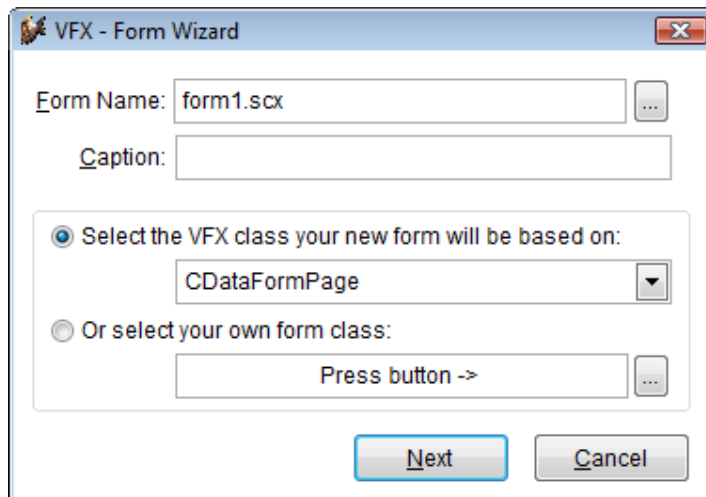 VFX - Form Wizard
Form Name: form1.scx ...
Caption:
Select the VFX class your new form will be based on:
CDataFormPage
Or select your own form class:
Press button -> ...
Next Cancel